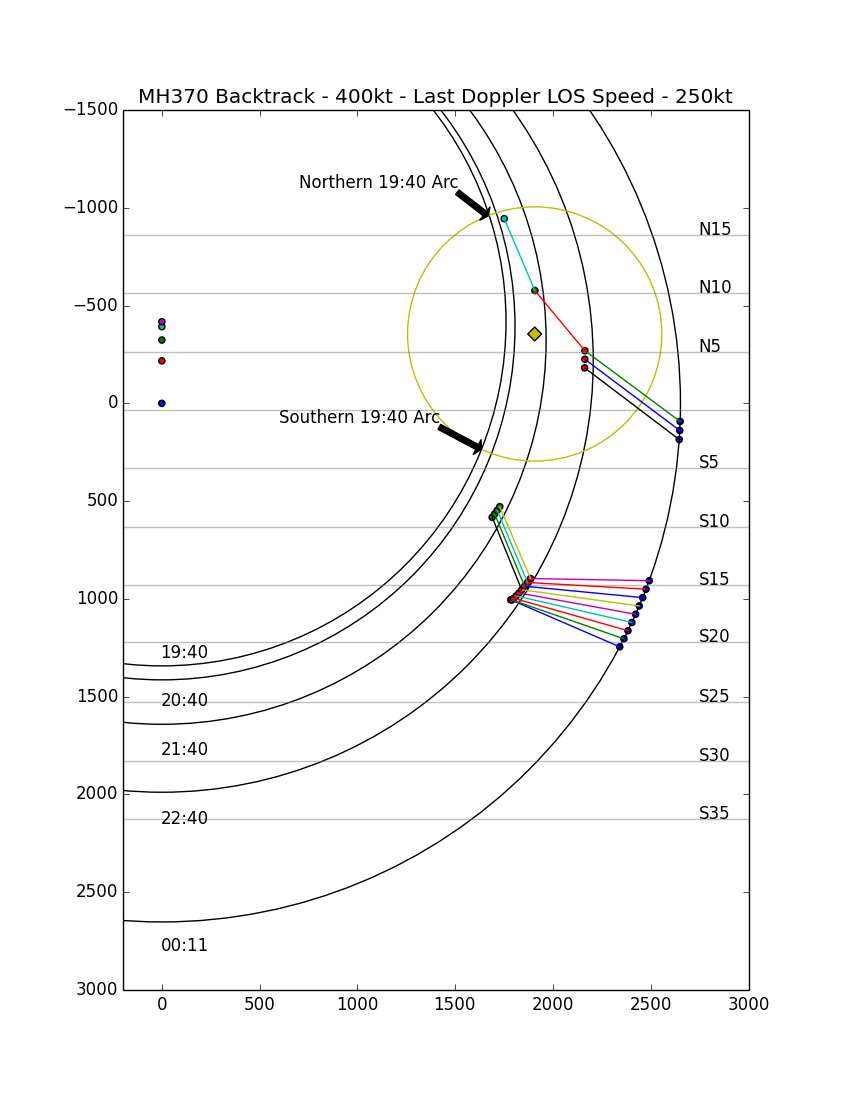 MH370 Backtrack - 400kt - Last Doppler LOS Speed - 250kt
−1500
Northern 19:40 Arc
−1000
N15
N10
−500
N5
0
Southern 19:40 Arc
S5
500
S10
S15
1000
S20
19:40
1500
20:40
S25
21:40
S30
2000
22:40
S35
2500
00:11
3000
0 500 1000 1500 2000 2500 3000